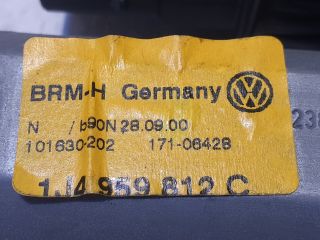 BRM-H Germany
N / b90N 28.09.00
101630-202 171-06428
1J4 959 812 C